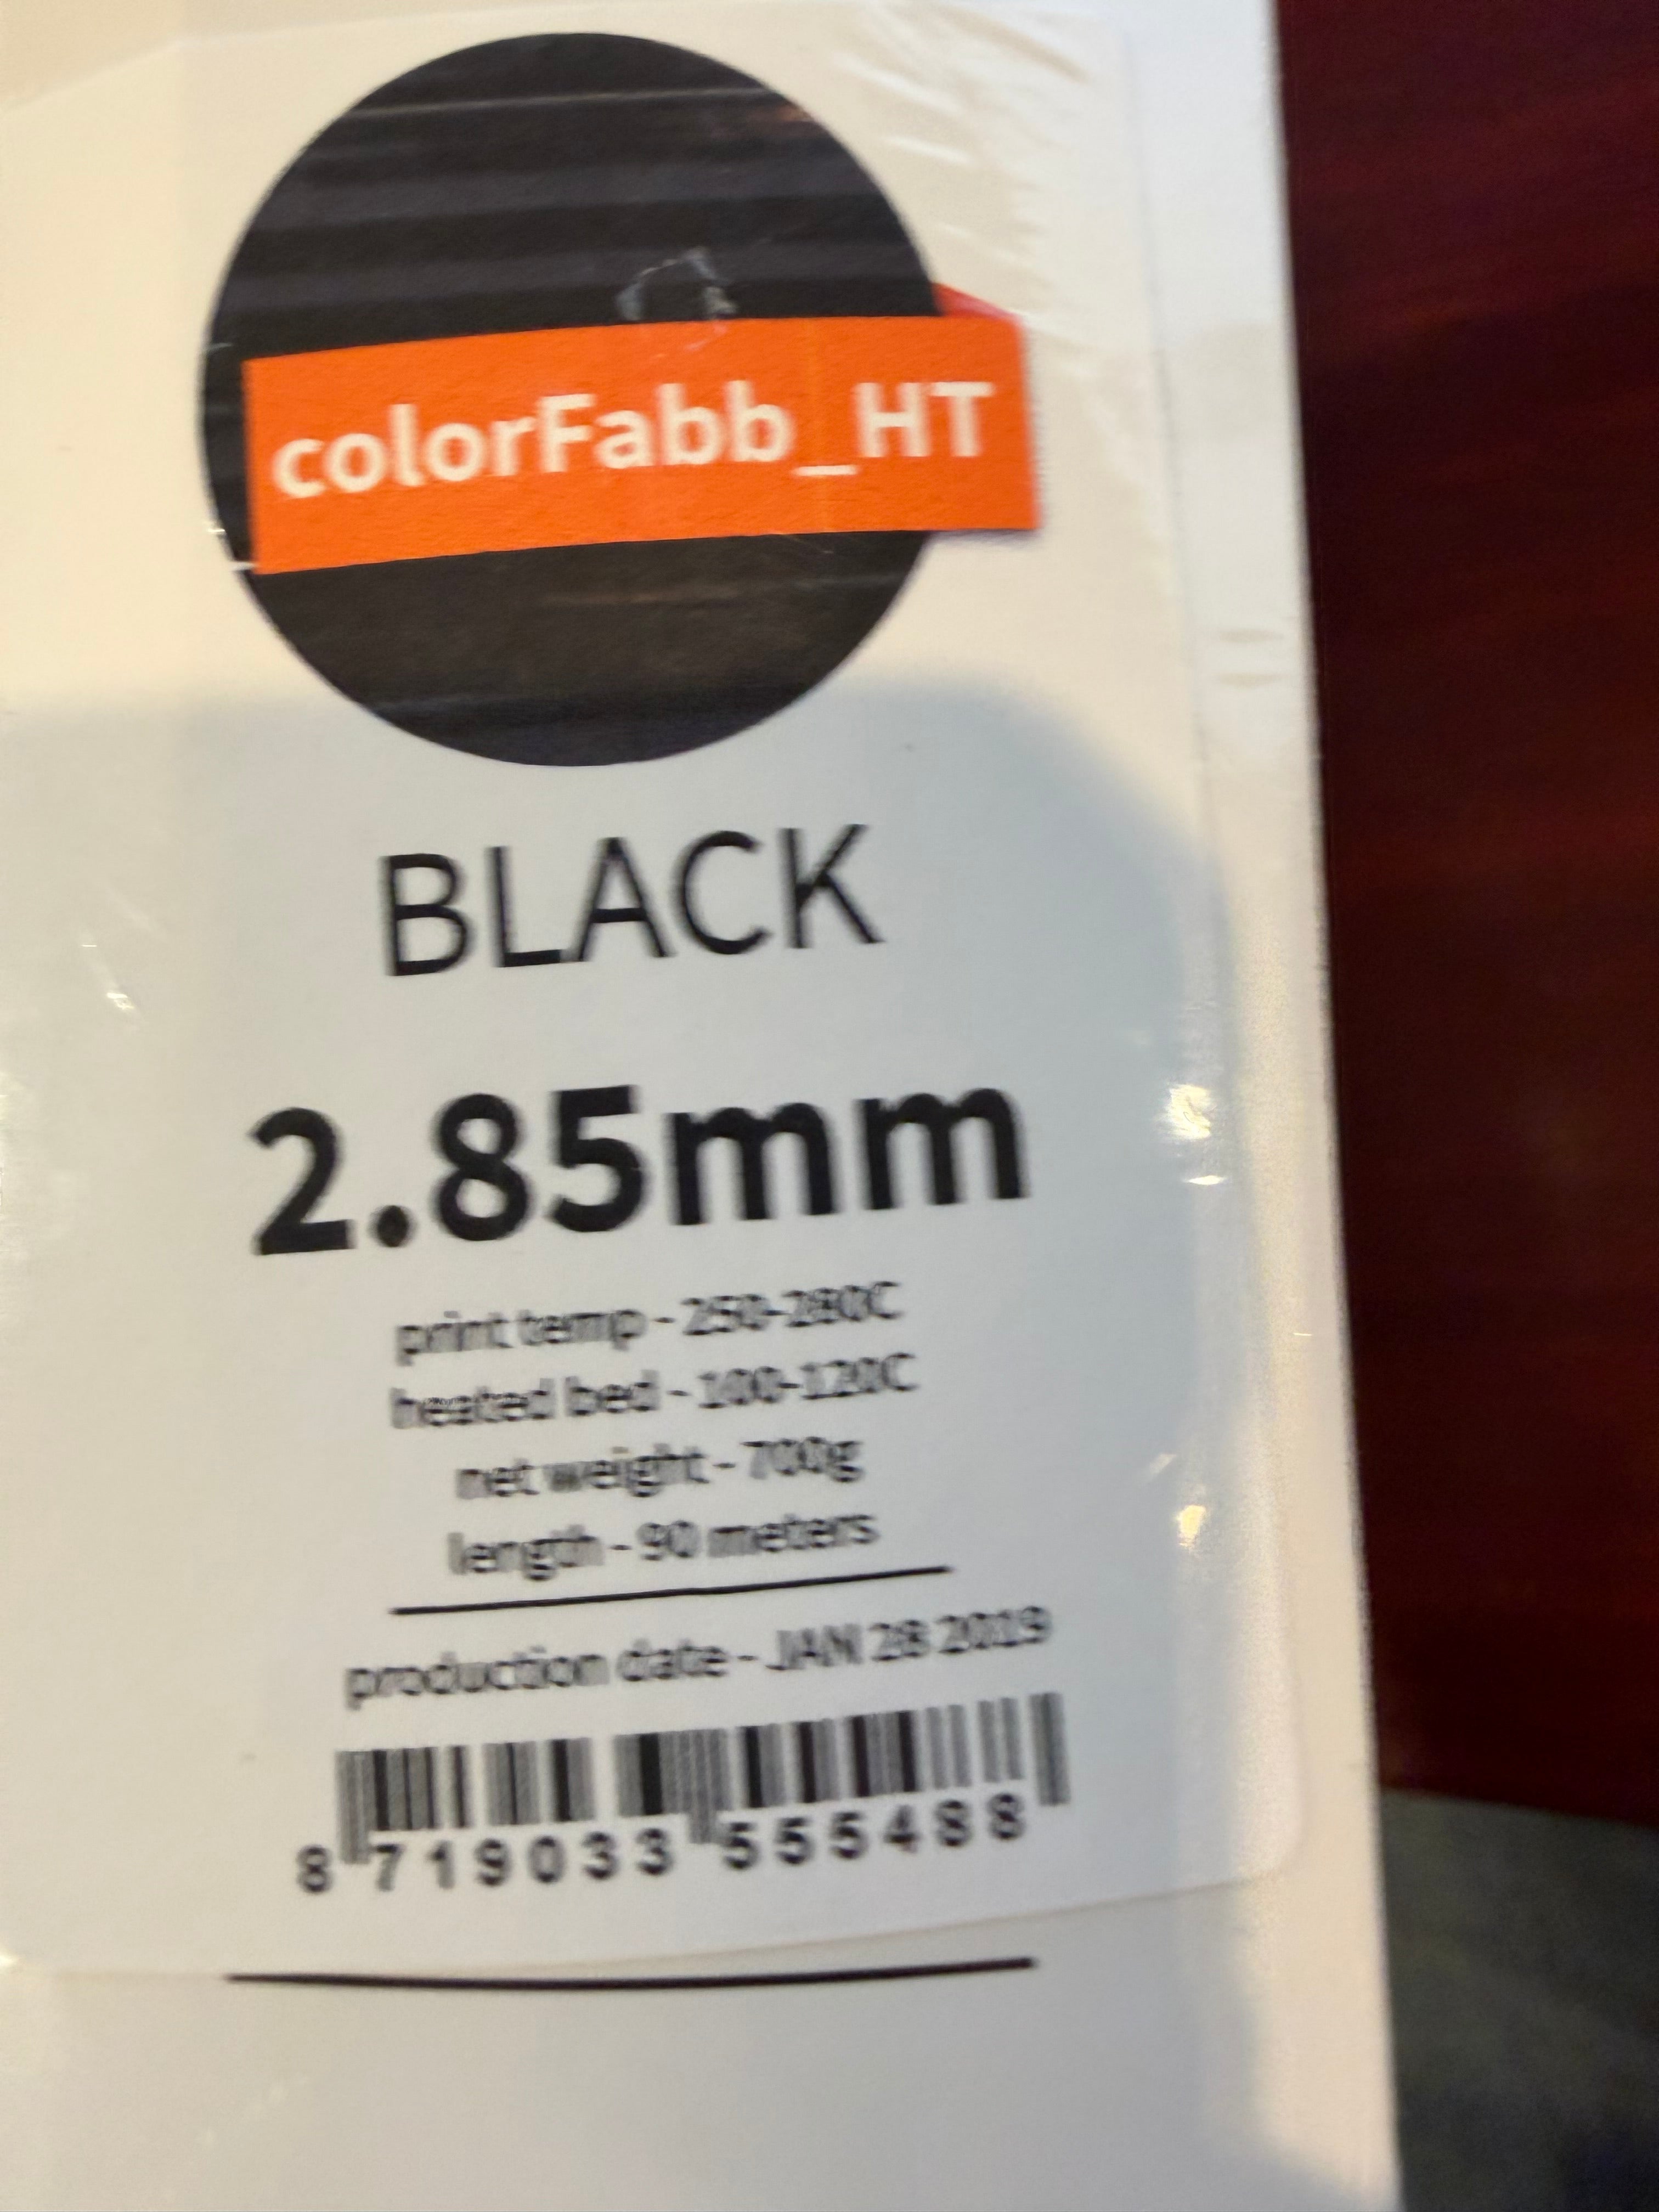 colorFabb_HT
BLACK
2.85mm
print temp - 250-280C
heated bed - 100-120C
net weight - 700g
length - 90 meters
production date - JAN 28 2019
8 719033 555488